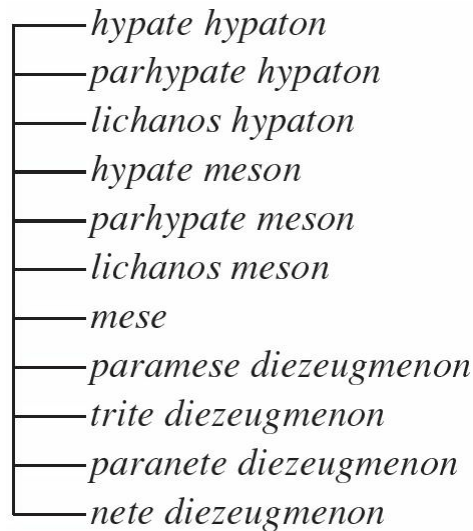 hypate hypaton
parhypate hypaton
lichanos hypaton
hypate meson
parhypate meson
lichanos meson
mese
paramese diezeugmenon
trite diezeugmenon
paranete diezeugmenon
nete diezeugmenon